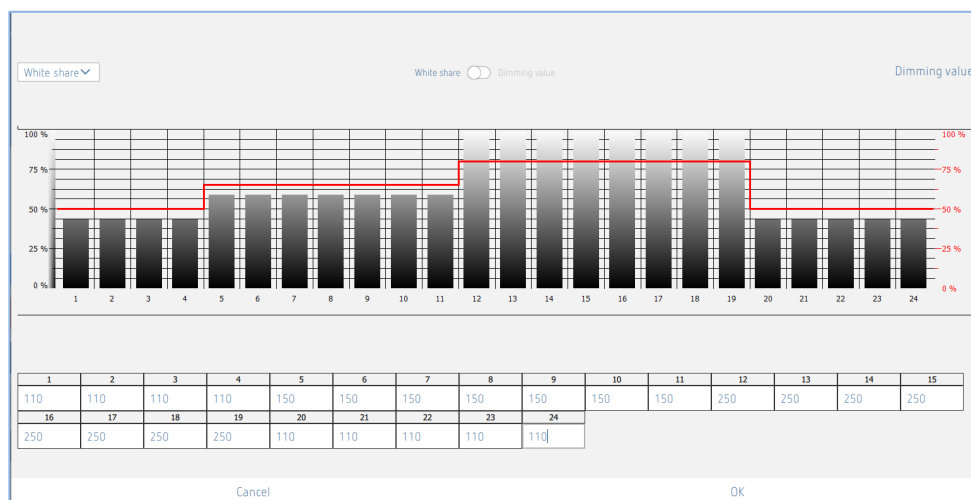 White share
White share Dimming value
Dimming value
100 % 100 %
75 % 75 %
50 % 50 %
25 % 25 %
0 % 0 %
1 2 3 4 5 6 7 8 9 10 11 12 13 14 15 16 17 18 19 20 21 22 23 24
1 2 3 4 5 6 7 8 9 10 11 12 13 14 15
110 110 110 110 150 150 150 150 150 150 150 250 250 250 250
16 17 18 19 20 21 22 23 24
250 250 250 250 110 110 110 110 110
Cancel OK